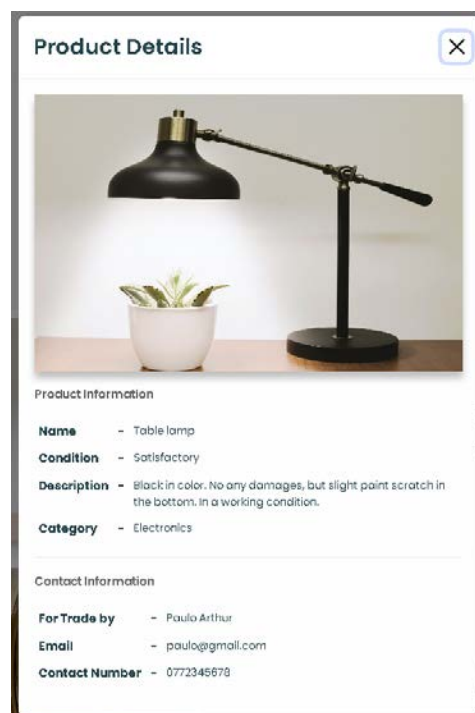 Product Details
Product Information
Name - Table lamp
Condition - Satisfactory
Description - Black in color. No any damages, but slight paint scratch in
the bottom. In a working condition.
Category - Electronics
Contact Information
For Trade by - Paulo Arthur
Email - paulo@gmail.com
Contact Number - 0772345678